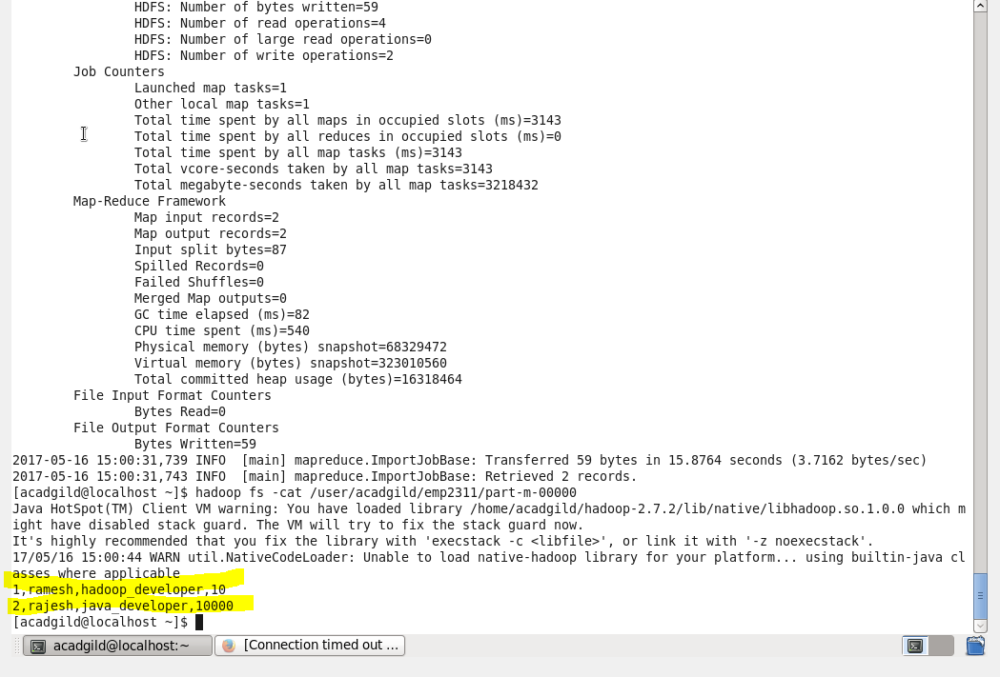 HDFS: Number of bytes written=59
HDFS: Number of read operations=4
HDFS: Number of large read operations=0
HDFS: Number of write operations=2
Job Counters
Launched map tasks=1
Other local map tasks=1
Total time spent by all maps in occupied slots (ms)=3143
Total time spent by all reduces in occupied slots (ms)=0
Total time spent by all map tasks (ms)=3143
Total vcore-seconds taken by all map tasks=3143
Total megabyte-seconds taken by all map tasks=3218432
Map-Reduce Framework
Map input records=2
Map output records=2
Input split bytes=87
Spilled Records=0
Failed Shuffles=0
Merged Map outputs=0
GC time elapsed (ms)=82
CPU time spent (ms)=540
Physical memory (bytes) snapshot=68329472
Virtual memory (bytes) snapshot=323010560
Total committed heap usage (bytes)=16318464
File Input Format Counters
Bytes Read=0
File Output Format Counters
Bytes Written=59
2017-05-16 15:00:31,739 INFO  [main] mapreduce.ImportJobBase: Transferred 59 bytes in 15.8764 seconds (3.7162 bytes/sec)
2017-05-16 15:00:31,743 INFO  [main] mapreduce.ImportJobBase: Retrieved 2 records.
[acadgild@localhost ~]$ hadoop fs -cat /user/acadgild/emp2311/part-m-00000
Java HotSpot(TM) Client VM warning: You have loaded library /home/acadgild/hadoop-2.7.2/lib/native/libhadoop.so.1.0.0 which m
ight have disabled stack guard. The VM will try to fix the stack guard now.
It's highly recommended that you fix the library with 'execstack -c <libfile>', or link it with '-z noexecstack'.
17/05/16 15:00:44 WARN util.NativeCodeLoader: Unable to load native-hadoop library for your platform... using builtin-java cl
asses where applicable
1,ramesh,hadoop_developer,10
2,rajesh,java_developer,10000
[acadgild@localhost ~]$
acadgild@localhost:~
[Connection timed out ...